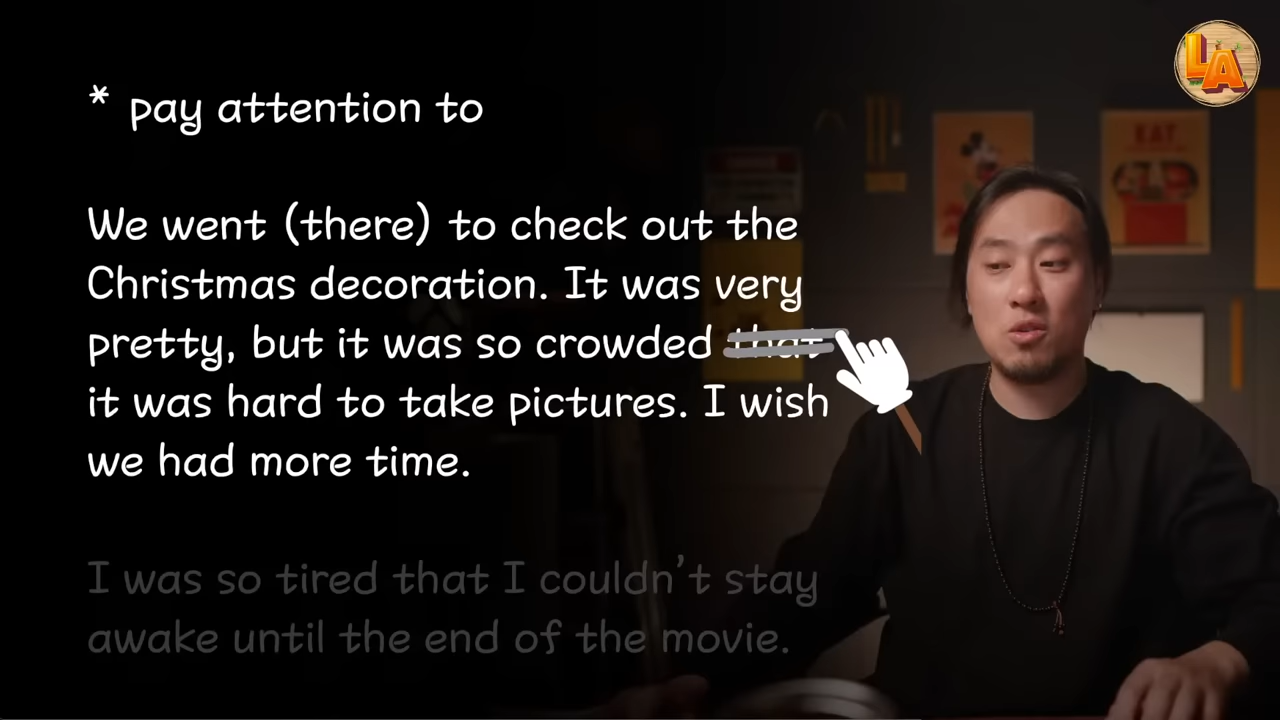 LA
EAT
* pay attention to
We went (there) to check out the
Christmas decoration. It was very
pretty, but it was so crowded that
it was hard to take pictures. I wish
we had more time.
I was so tired that I couldn't stay
awake until the end of the movie.